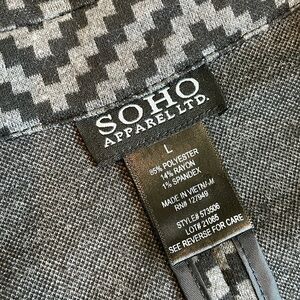 SOHO
APPAREL LTD.
L
85% POLYESTER
14% RAYON
1% SPANDEX
MADE IN VIETNAM
RN# 127949
STYLE# 573506
LOT# 21065
SEE REVERSE FOR CARE